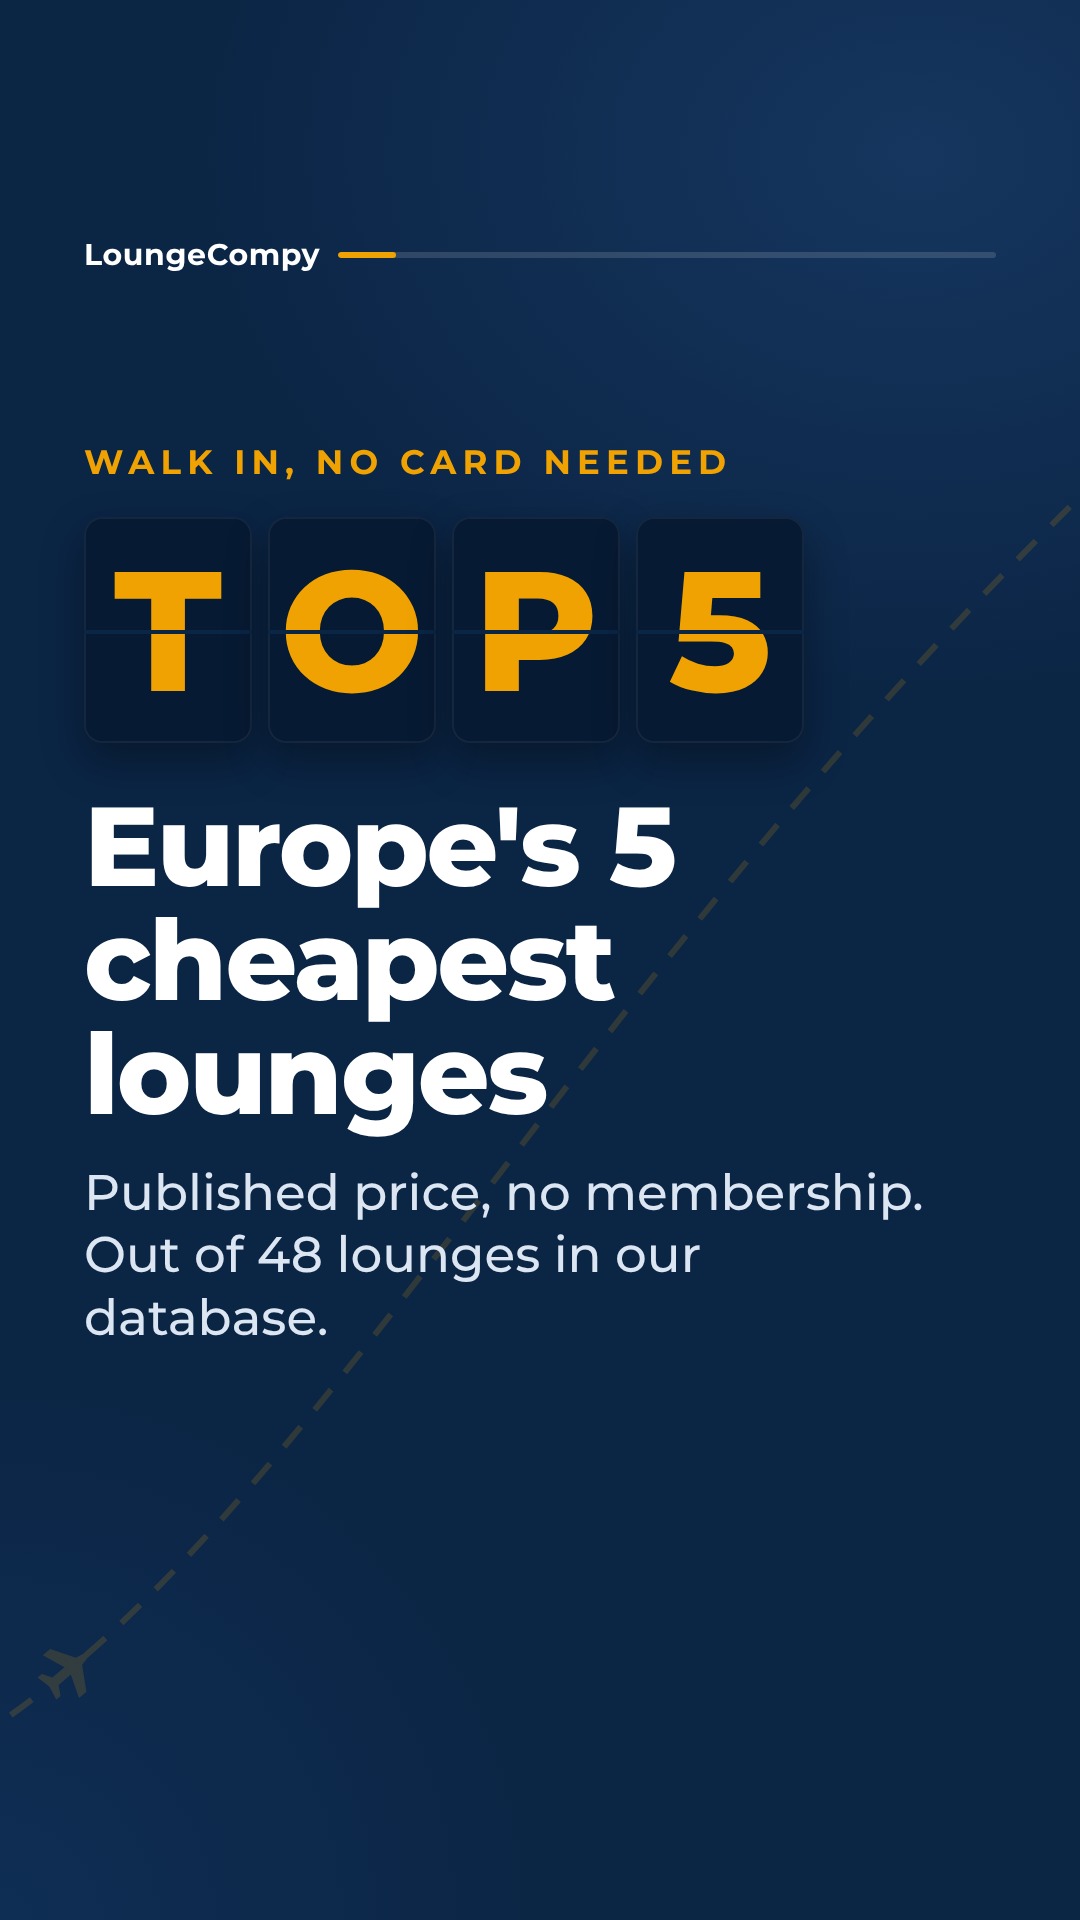 LoungeCompy
WALK IN, NO CARD NEEDED
TOP 5
Europe's 5
cheapest
lounges
Published price, no membership.
Out of 48 lounges in our
database.